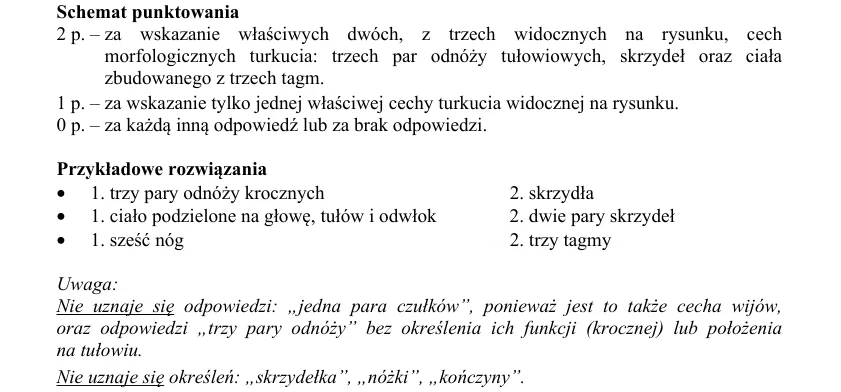 Schemat punktowania
2 p. – za wskazanie właściwych dwóch, z trzech widocznych na rysunku, cech
morfologicznych turkucia: trzech par odnóży tułowiowych, skrzydeł oraz ciała
zbudowanego z trzech tagm.
1 p. – za wskazanie tylko jednej właściwej cechy turkucia widocznej na rysunku.
0 p. – za każdą inną odpowiedź lub za brak odpowiedzi.
Przykładowe rozwiązania
• 1. trzy pary odnóży krocznych 2. skrzydła
• 1. ciało podzielone na głowę, tułów i odwłok 2. dwie pary skrzydeł
• 1. sześć nóg 2. trzy tagmy
Uwaga:
Nie uznaje się odpowiedzi: „jedna para czułków”, ponieważ jest to także cecha wijów,
oraz odpowiedzi „trzy pary odnóży” bez określenia ich funkcji (krocznej) lub położenia
na tułowiu.
Nie uznaje się określeń: „skrzydełka”, „nóżki”, „kończyny”.